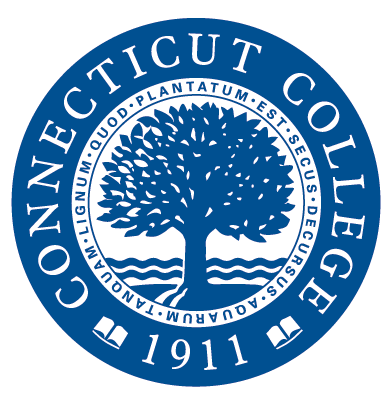 CONNECTICUT COLLEGE
TANQUAM·LIGNUM·QUOD·PLANTATUM·EST·SECUS·DECURSUS·AQUARUM·
1911